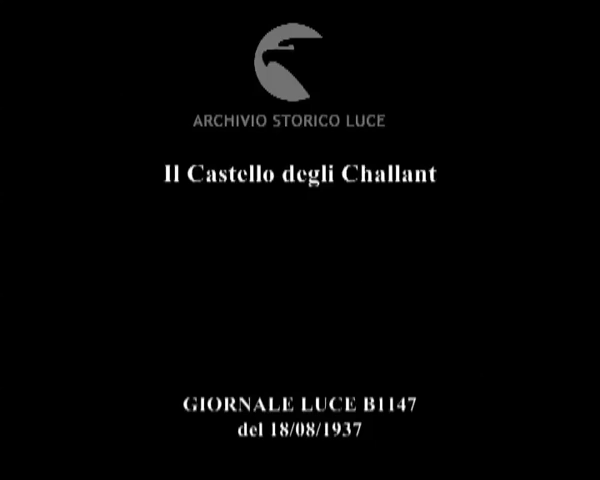 ARCHIVIO STORICO LUCE
Il Castello degli Challant
GIORNALE LUCE B1147
del 18/08/1937